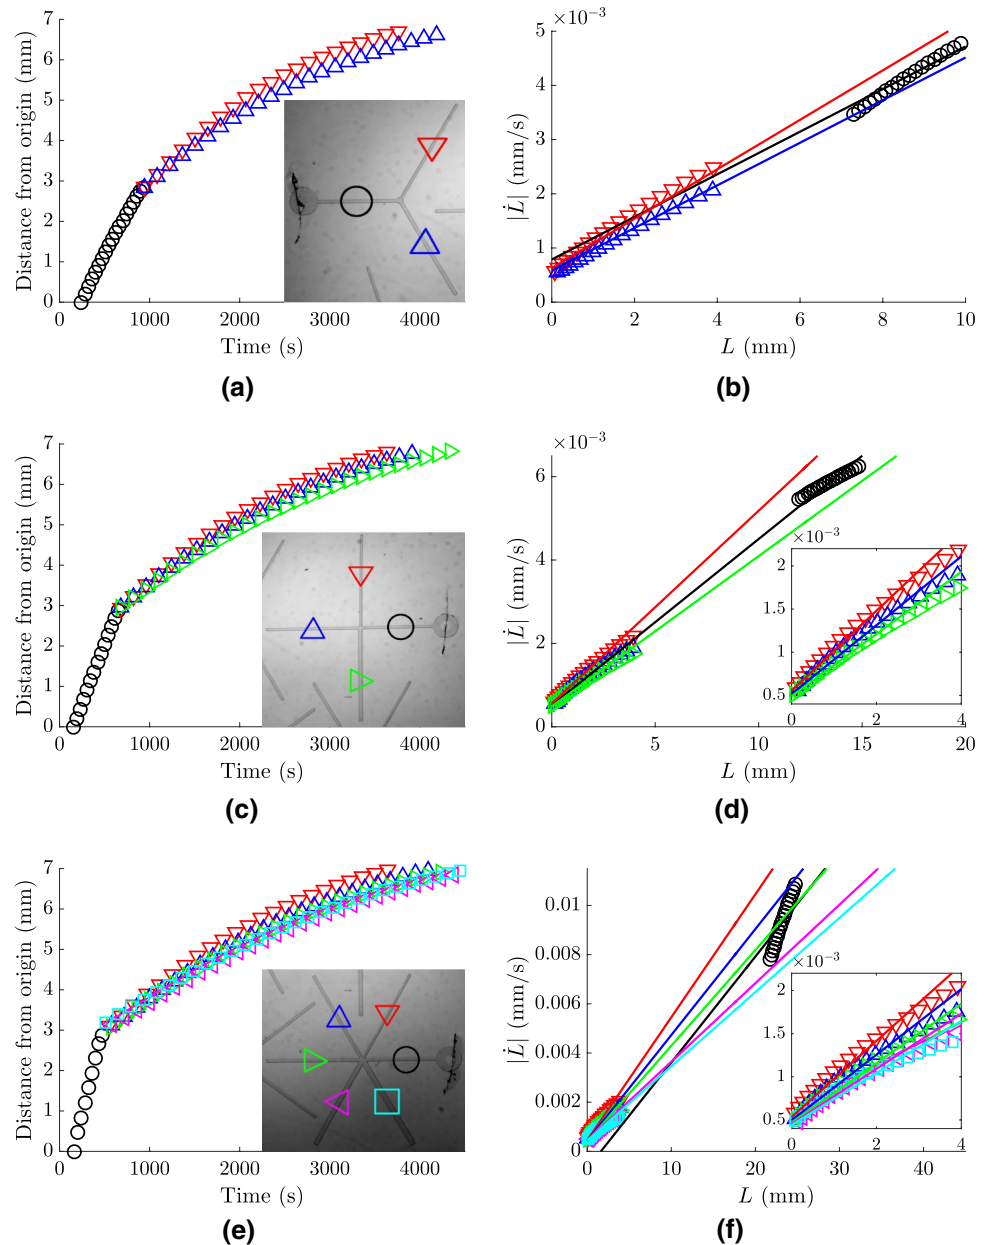 7
6
5
4
3
2
1
0
Distance from origin (mm)
0 1000 2000 3000 4000
Time (s)
(a)
×10⁻³
5
4
3
2
1
0
|L̇| (mm/s)
0 2 4 6 8 10
L (mm)
(b)
7
6
5
4
3
2
1
0
Distance from origin (mm)
0 1000 2000 3000 4000
Time (s)
(c)
×10⁻³
6
4
2
0
|L̇| (mm/s)
×10⁻³
2
1.5
1
0.5
0 2 4
0 5 10 15 20
L (mm)
(d)
7
6
5
4
3
2
1
0
Distance from origin (mm)
0 1000 2000 3000 4000
Time (s)
(e)
0.01
0.008
0.006
0.004
0.002
0
|L̇| (mm/s)
×10⁻³
2
1.5
1
0.5
0 2 4
0 10 20 30 40
L (mm)
(f)